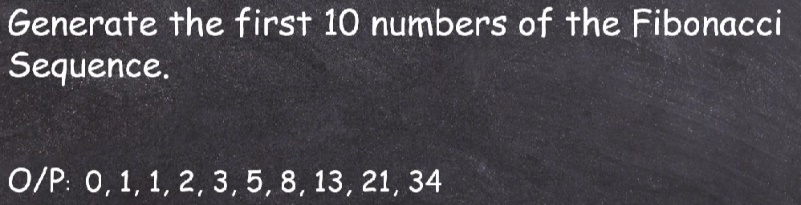 Generate the first 10 numbers of the Fibonacci
Sequence.
O/P: 0, 1, 1, 2, 3, 5, 8, 13, 21, 34